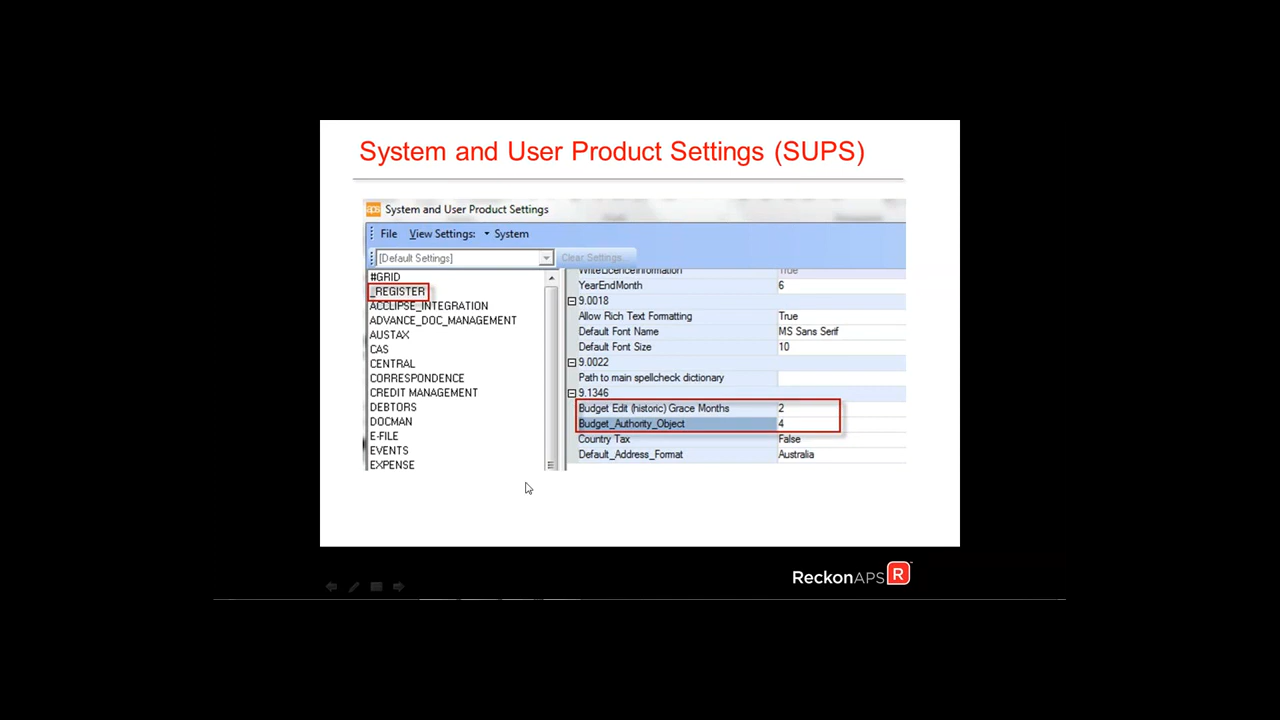 System and User Product Settings (SUPS)
aps System and User Product Settings
File View Settings: System
[Default Settings] Clear Settings...
#GRID
_REGISTER
ACCLIPSE_INTEGRATION
ADVANCE_DOC_MANAGEMENT
AUSTAX
CAS
CENTRAL
CORRESPONDENCE
CREDIT MANAGEMENT
DEBTORS
DOCMAN
E-FILE
EVENTS
EXPENSE
WriteLicenceInformation True
YearEndMonth 6
9.0018
Allow Rich Text Formatting True
Default Font Name MS Sans Serif
Default Font Size 10
9.0022
Path to main spellcheck dictionary
9.1346
Budget Edit (historic) Grace Months 2
Budget_Authority_Object 4
Country Tax False
Default_Address_Format Australia
ReckonAPS R